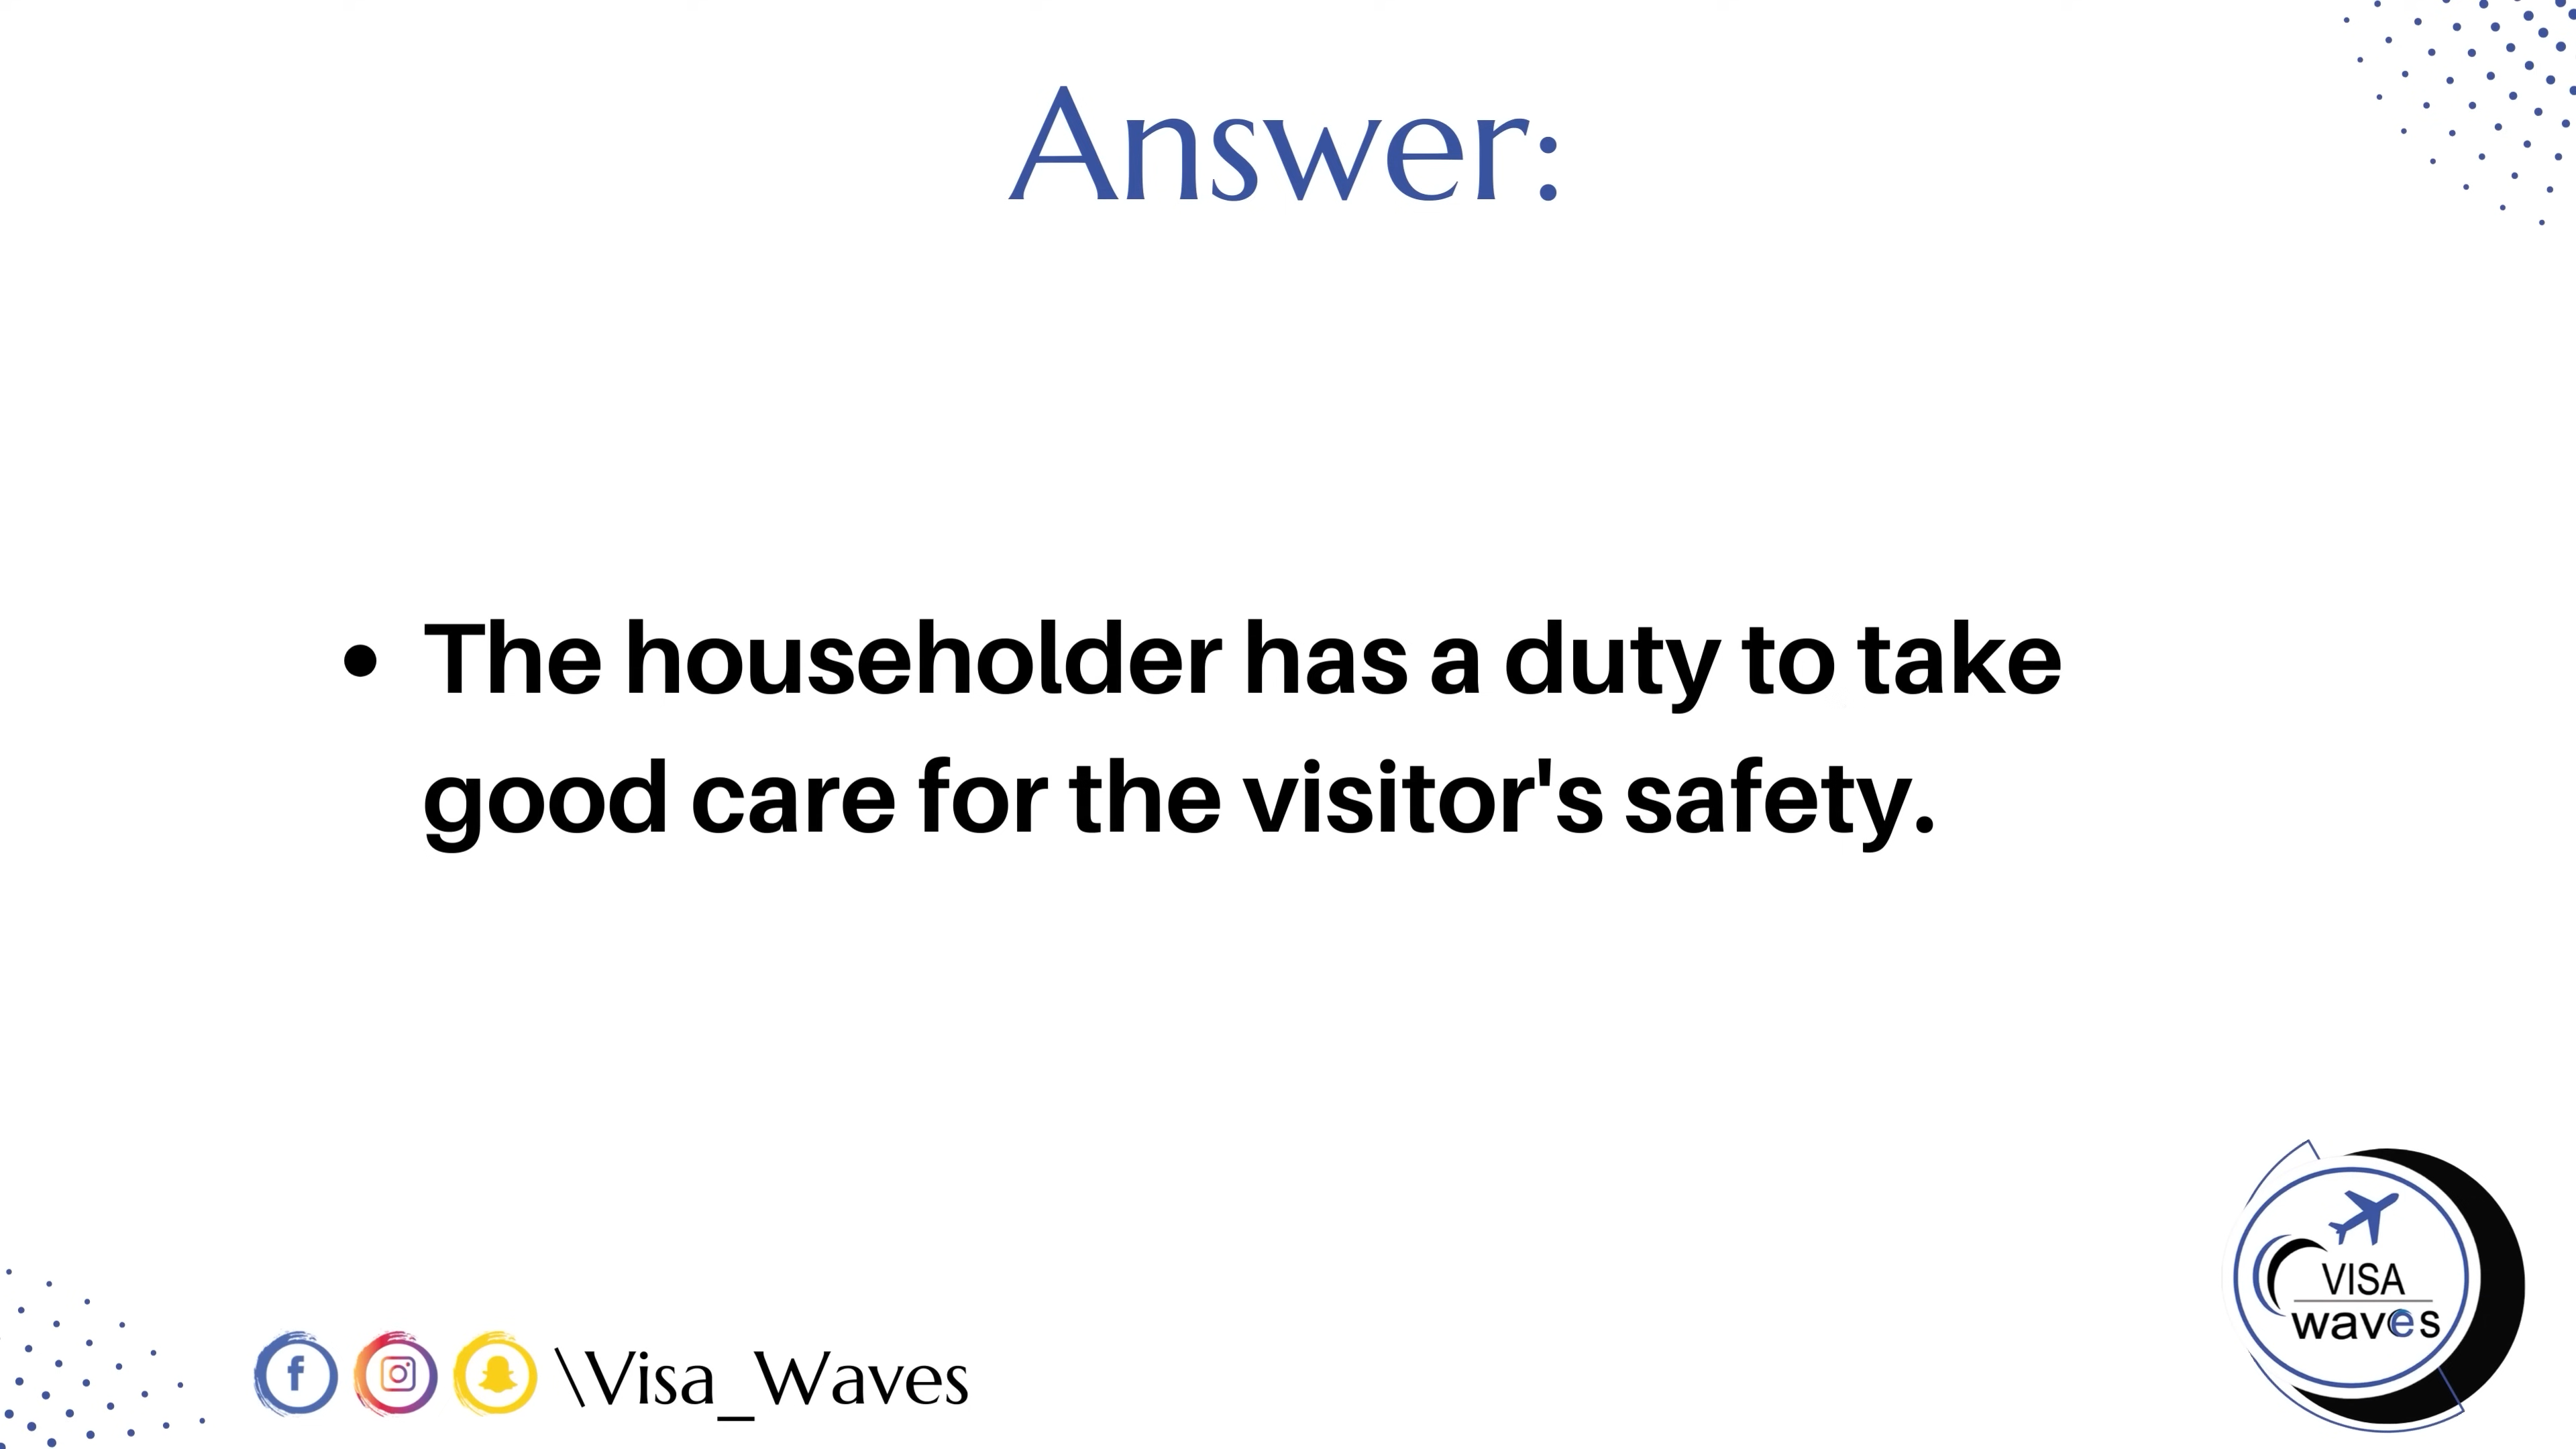 Answer:
• The householder has a duty to take
good care for the visitor's safety.
\Visa_Waves
VISA
waves